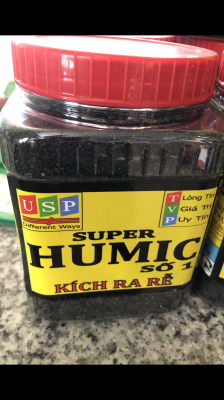 USP
Different Ways
T Lòng Tin
V Giá Trị
P Uy Tín
SUPER
HUMIC
SỐ 1
KÍCH RA RỄ